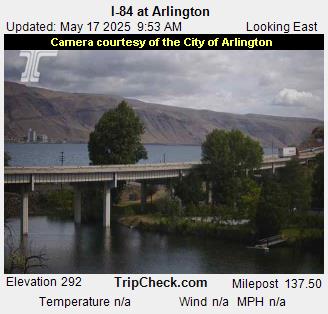 I-84 at Arlington
Updated: May 17 2025 9:53 AM Looking East
Camera courtesy of the City of Arlington
Elevation 292 TripCheck.com Milepost 137.50
Temperature n/a Wind n/a MPH n/a